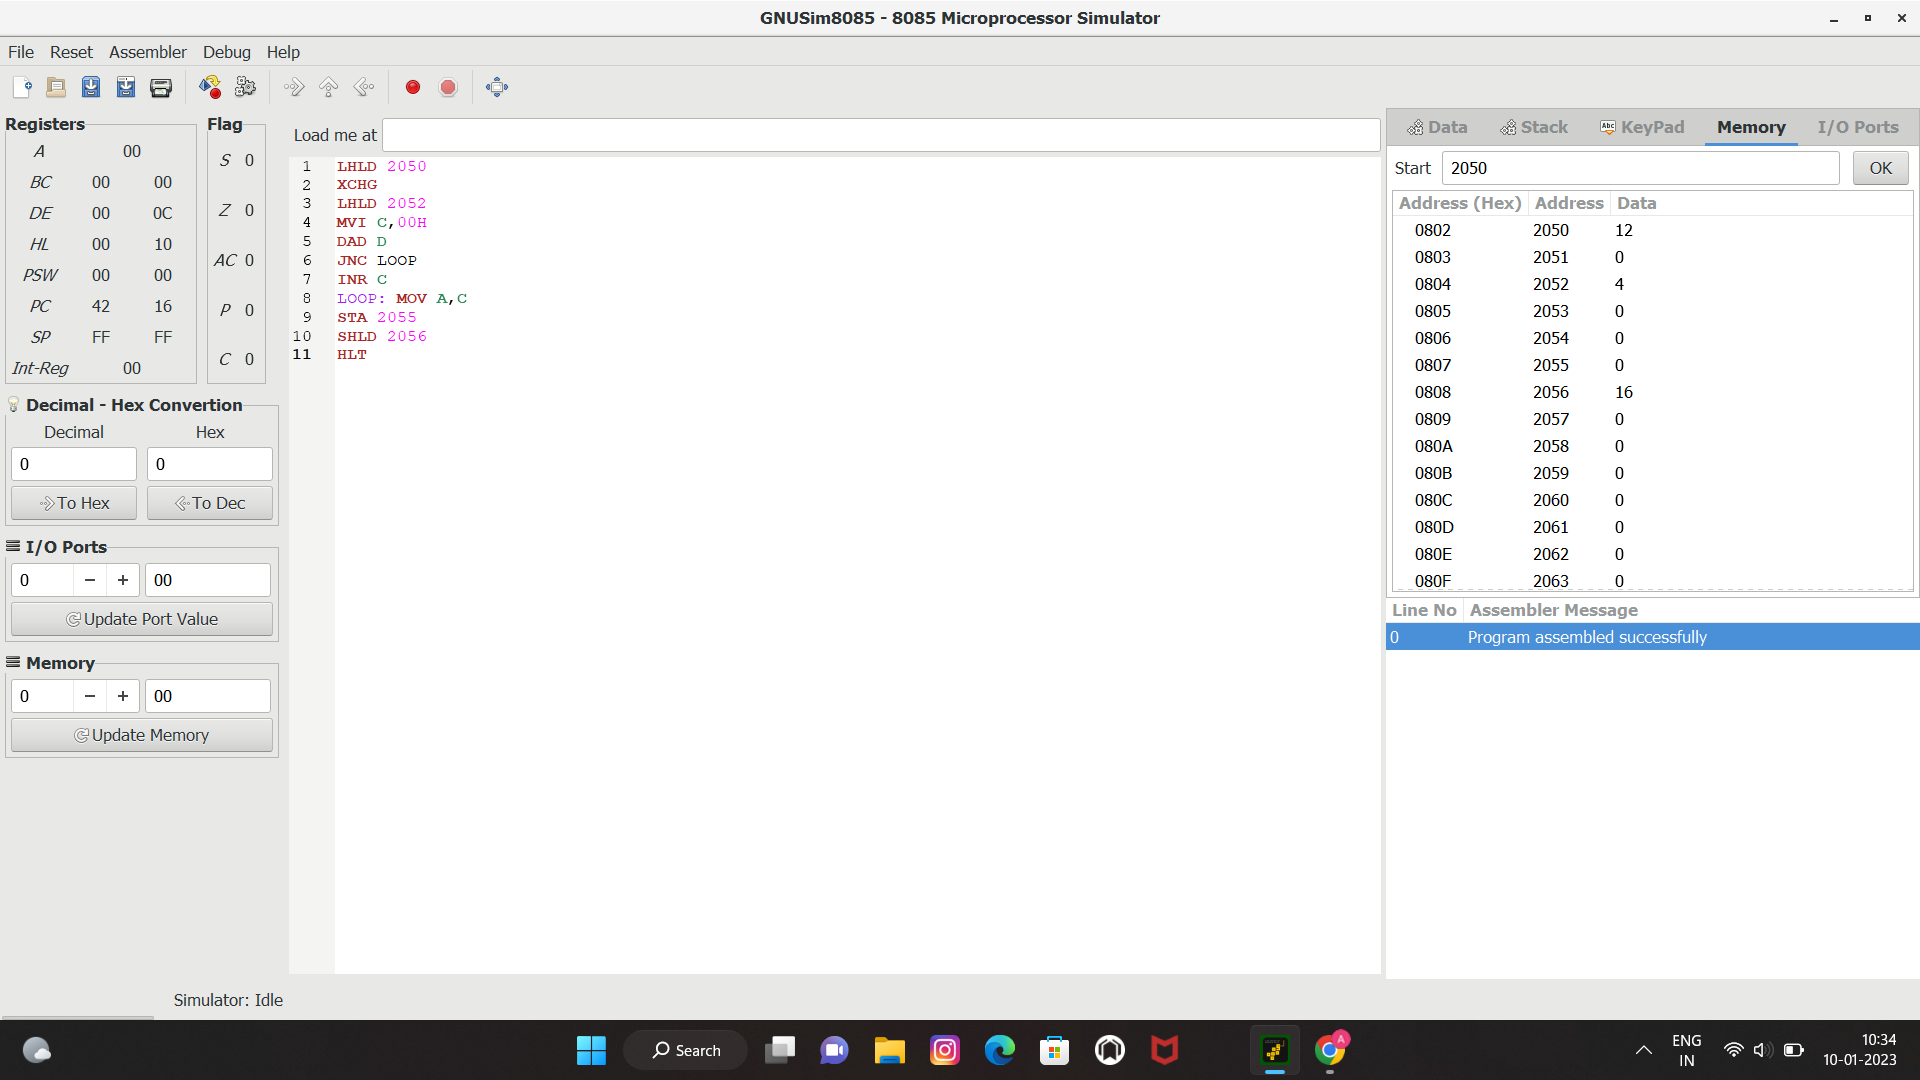 GNUSim8085 - 8085 Microprocessor Simulator
File Reset Assembler Debug Help
Registers
A 00
BC 00 00
DE 00 0C
HL 00 10
PSW 00 00
PC 42 16
SP FF FF
Int-Reg 00
Flag
S 0
Z 0
AC 0
P 0
C 0
Decimal - Hex Convertion
Decimal Hex
0 0
To Hex To Dec
I/O Ports
0 − + 00
Update Port Value
Memory
0 − + 00
Update Memory
Load me at
1 LHLD 2050
2 XCHG
3 LHLD 2052
4 MVI C,00H
5 DAD D
6 JNC LOOP
7 INR C
8 LOOP: MOV A,C
9 STA 2055
10 SHLD 2056
11 HLT
Data Stack Abc KeyPad Memory I/O Ports
Start 2050 OK
Address (Hex) Address Data
0802 2050 12
0803 2051 0
0804 2052 4
0805 2053 0
0806 2054 0
0807 2055 0
0808 2056 16
0809 2057 0
080A 2058 0
080B 2059 0
080C 2060 0
080D 2061 0
080E 2062 0
080F 2063 0
Line No Assembler Message
0 Program assembled successfully
Simulator: Idle
Search
A
ENG
IN
10:34
10-01-2023